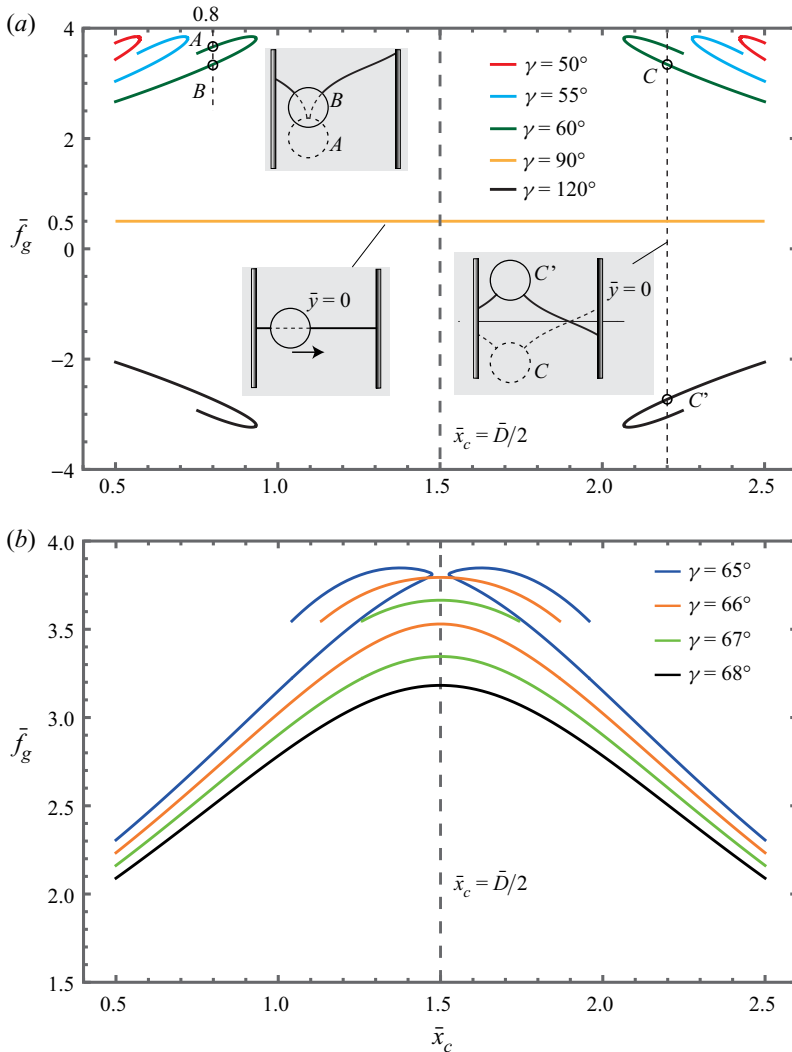 (a)
0.8
4
2
0.5
0
−2
−4
f̄g
A
B
B
A
C
γ = 50°
γ = 55°
γ = 60°
γ = 90°
γ = 120°
ȳ = 0
C’
ȳ = 0
C
C’
x̄c = D̄/2
0.5 1.0 1.5 2.0 2.5
(b)
4.0
3.5
3.0
2.5
2.0
1.5
f̄g
γ = 65°
γ = 66°
γ = 67°
γ = 68°
x̄c = D̄/2
0.5 1.0 1.5 2.0 2.5
x̄c